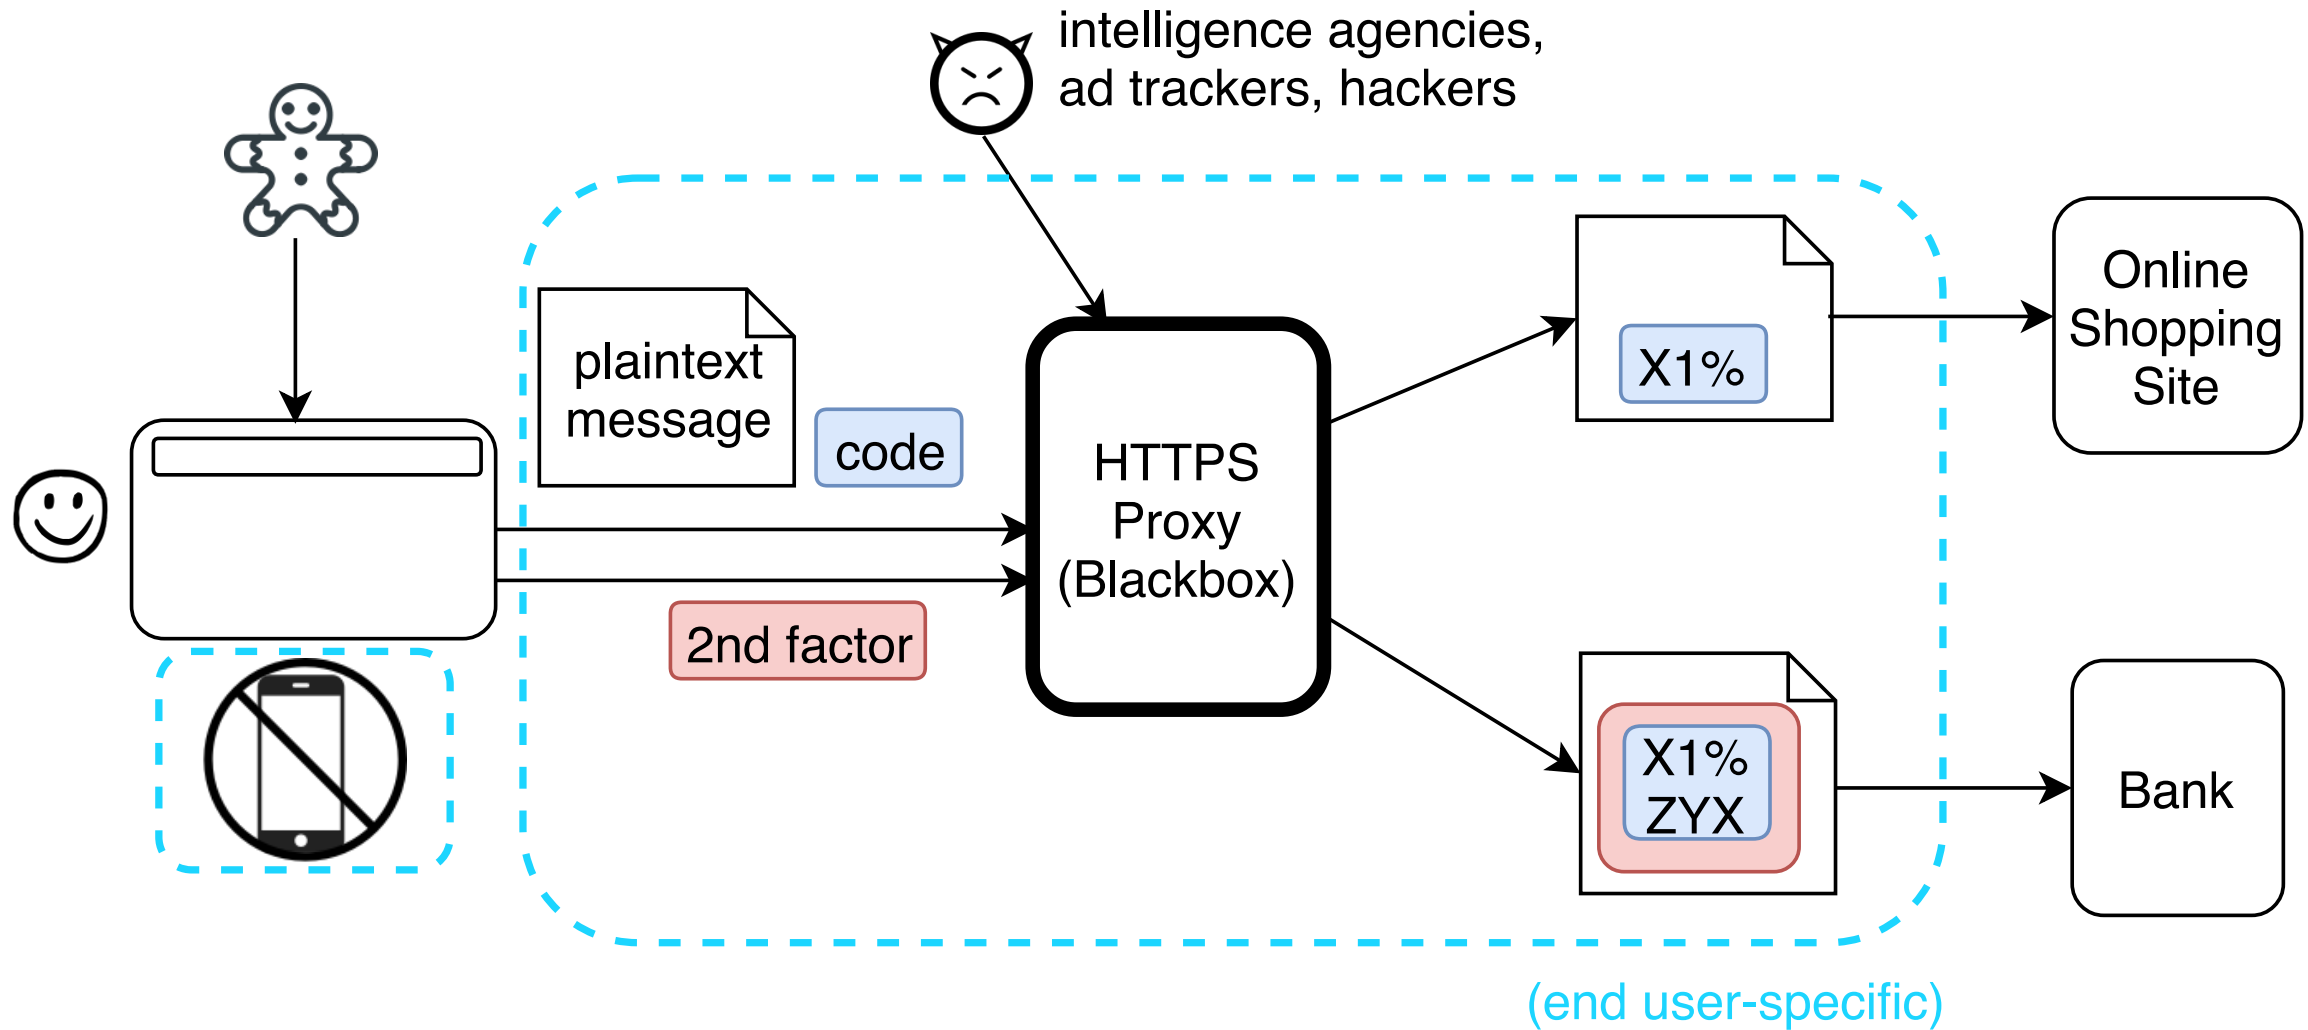 intelligence agencies,
ad trackers, hackers
plaintext
message
code
2nd factor
HTTPS
Proxy
(Blackbox)
X1%
Online
Shopping
Site
X1%
ZYX
Bank
(end user-specific)